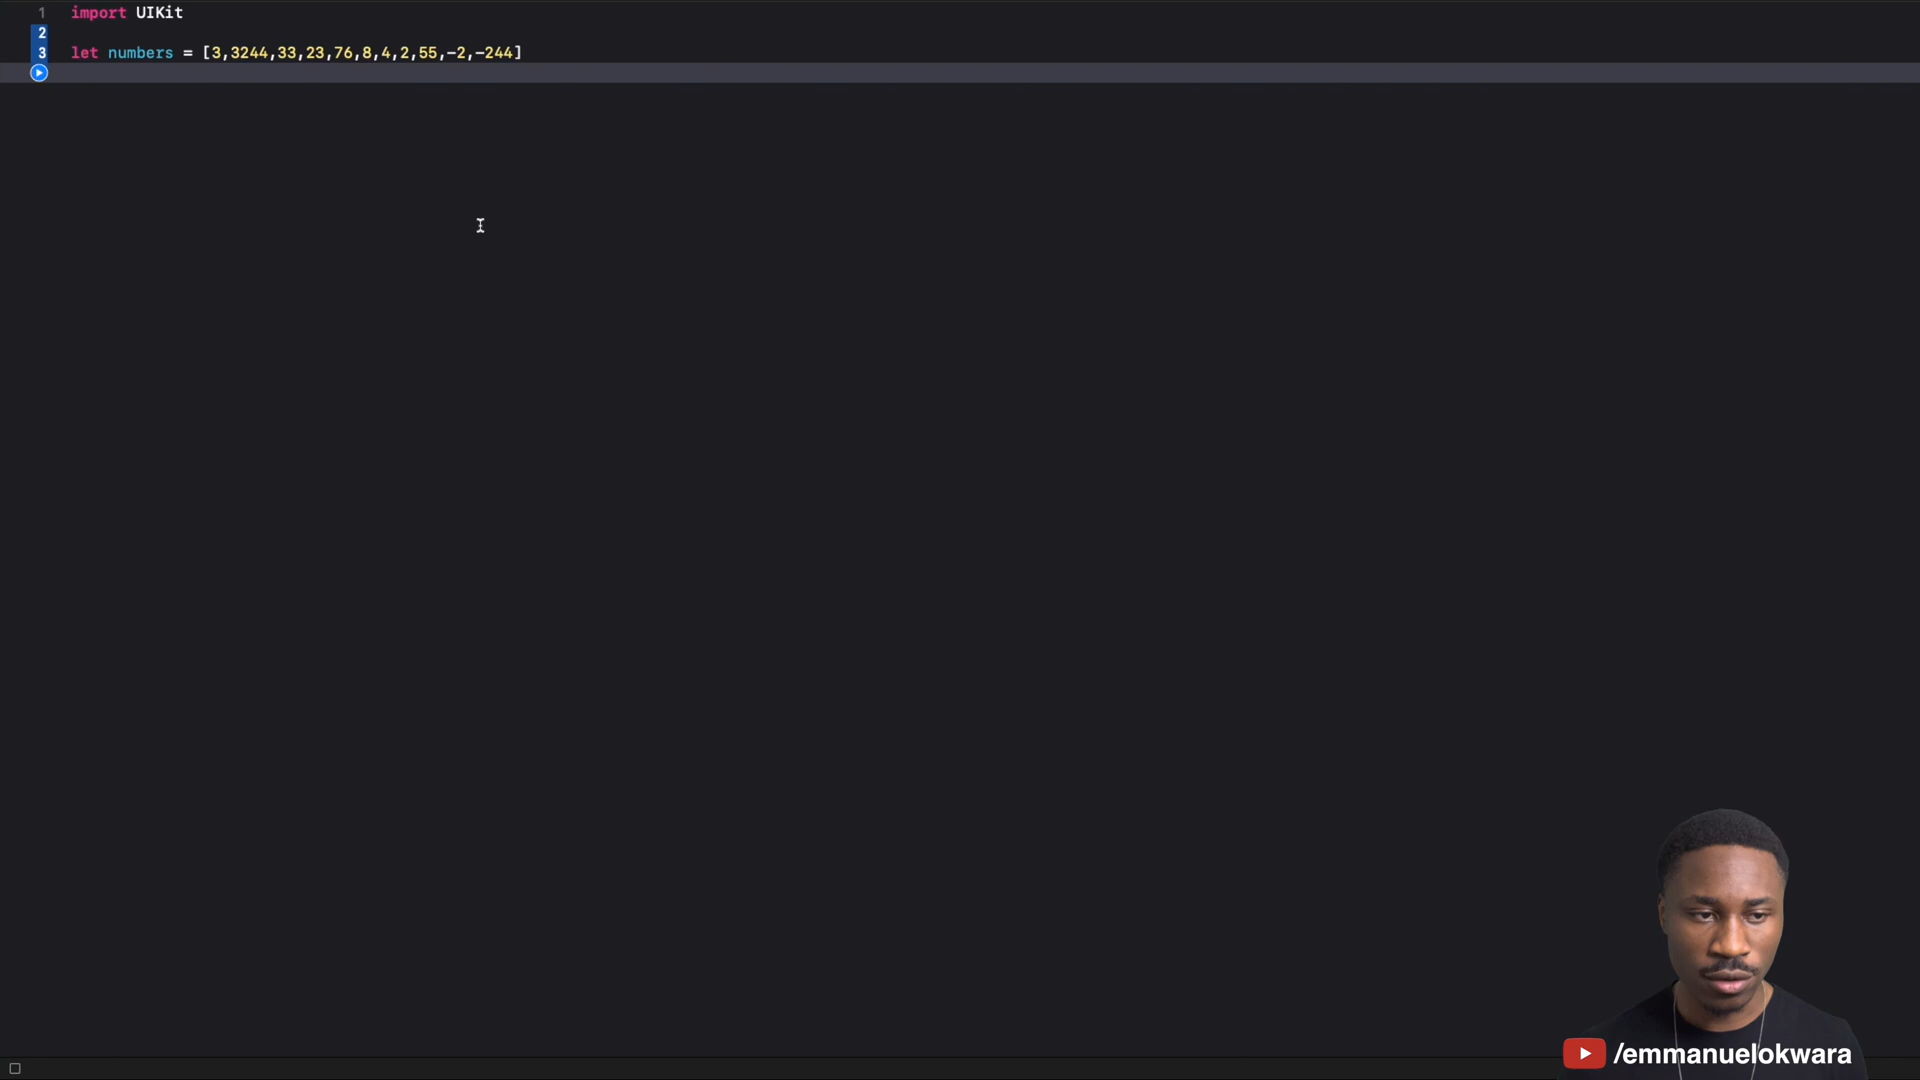 1 import UIKit
2
3 let numbers = [3,3244,33,23,76,8,4,2,55,-2,-244]
/emmanuelokwara